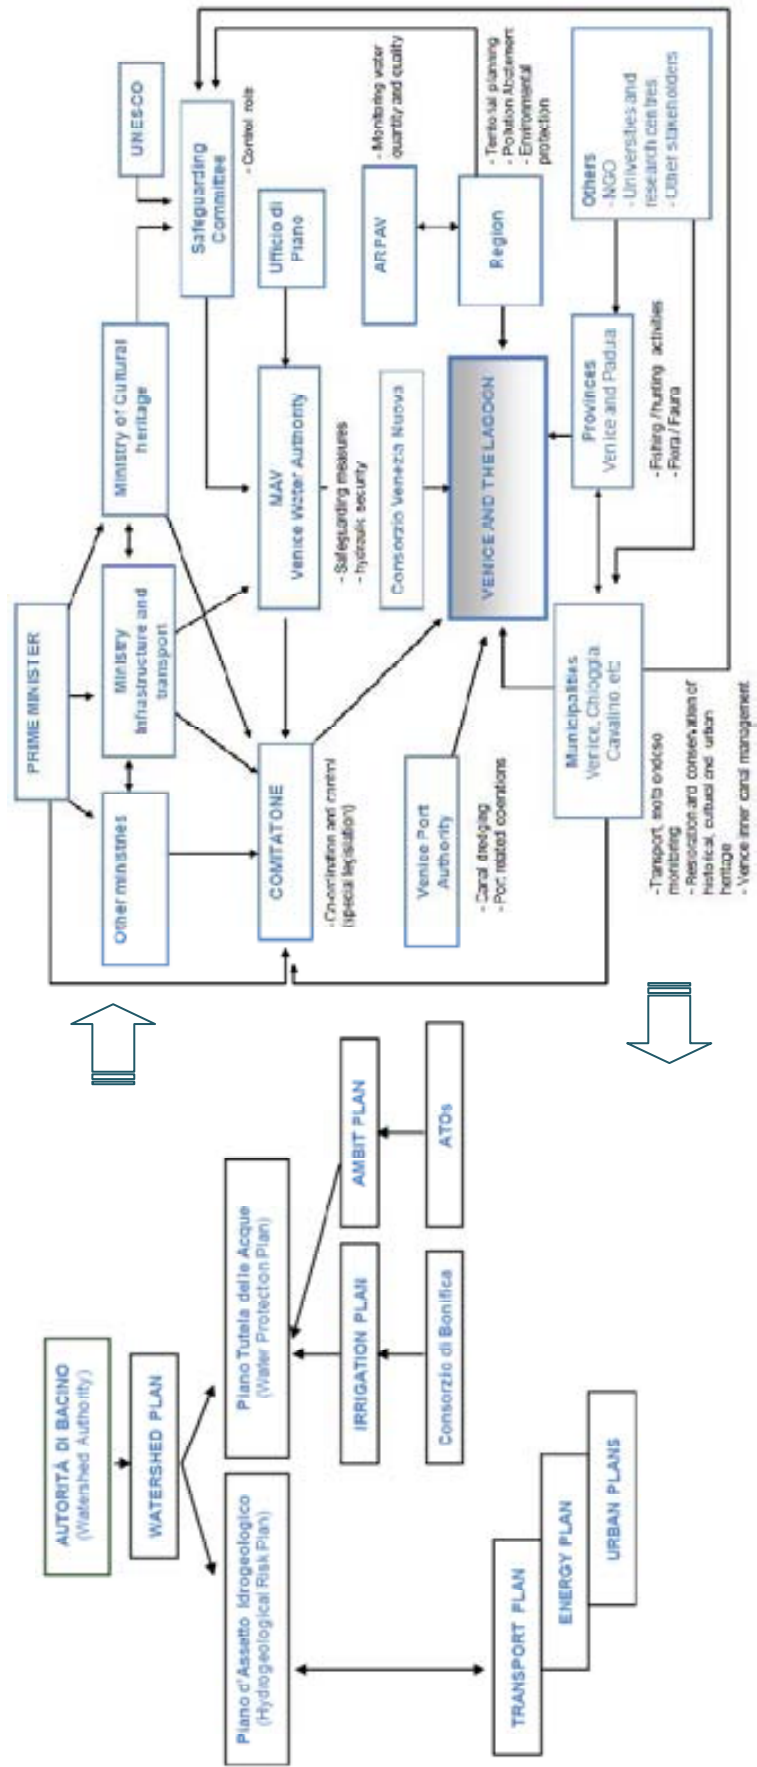 AUTORITÀ DI BACINO
(Watershed Authority)
WATERSHED PLAN
Piano d'Assetto Idrogeologico
(Hydrogeological Risk Plan)
Piano Tutela delle Acque
(Water Protection Plan)
IRRIGATION PLAN
AMBIT PLAN
Consorzio di Bonifica
ATOs
TRANSPORT PLAN
ENERGY PLAN
URBAN PLANS
PRIME MINISTER
Other ministries
Ministry
Infrastructure and
transport
Ministry of Cultural
heritage
UNESCO
Safeguarding
Committee
- Control role
COMITATONE
- Co-ordination and control
(special legislation)
MAV
Venice Water Authority
- Safeguarding measures
- hydraulic security
Ufficio di
Piano
Consorzio Venezia Nuova
ARPAV
- Monitoring water
quantity and quality
Venice Port
Authority
- Canal dredging
- Port related operations
VENICE AND THE LAGOON
Region
- Territorial planning
- Pollution Abatement
- Environmental
protection
Municipalities
Venice, Chioggia,
Cavalino, etc
- Transport, moto ondoso
monitoring
- Restoration and conservation of
historical, cultural and urban
heritage
- Venice inner canal management
Provinces
Venice and Padua
- Fishing / hunting activities
- Flora / Fauna
Others
- NGO
- Universities and
research centres
- Other stakeholders